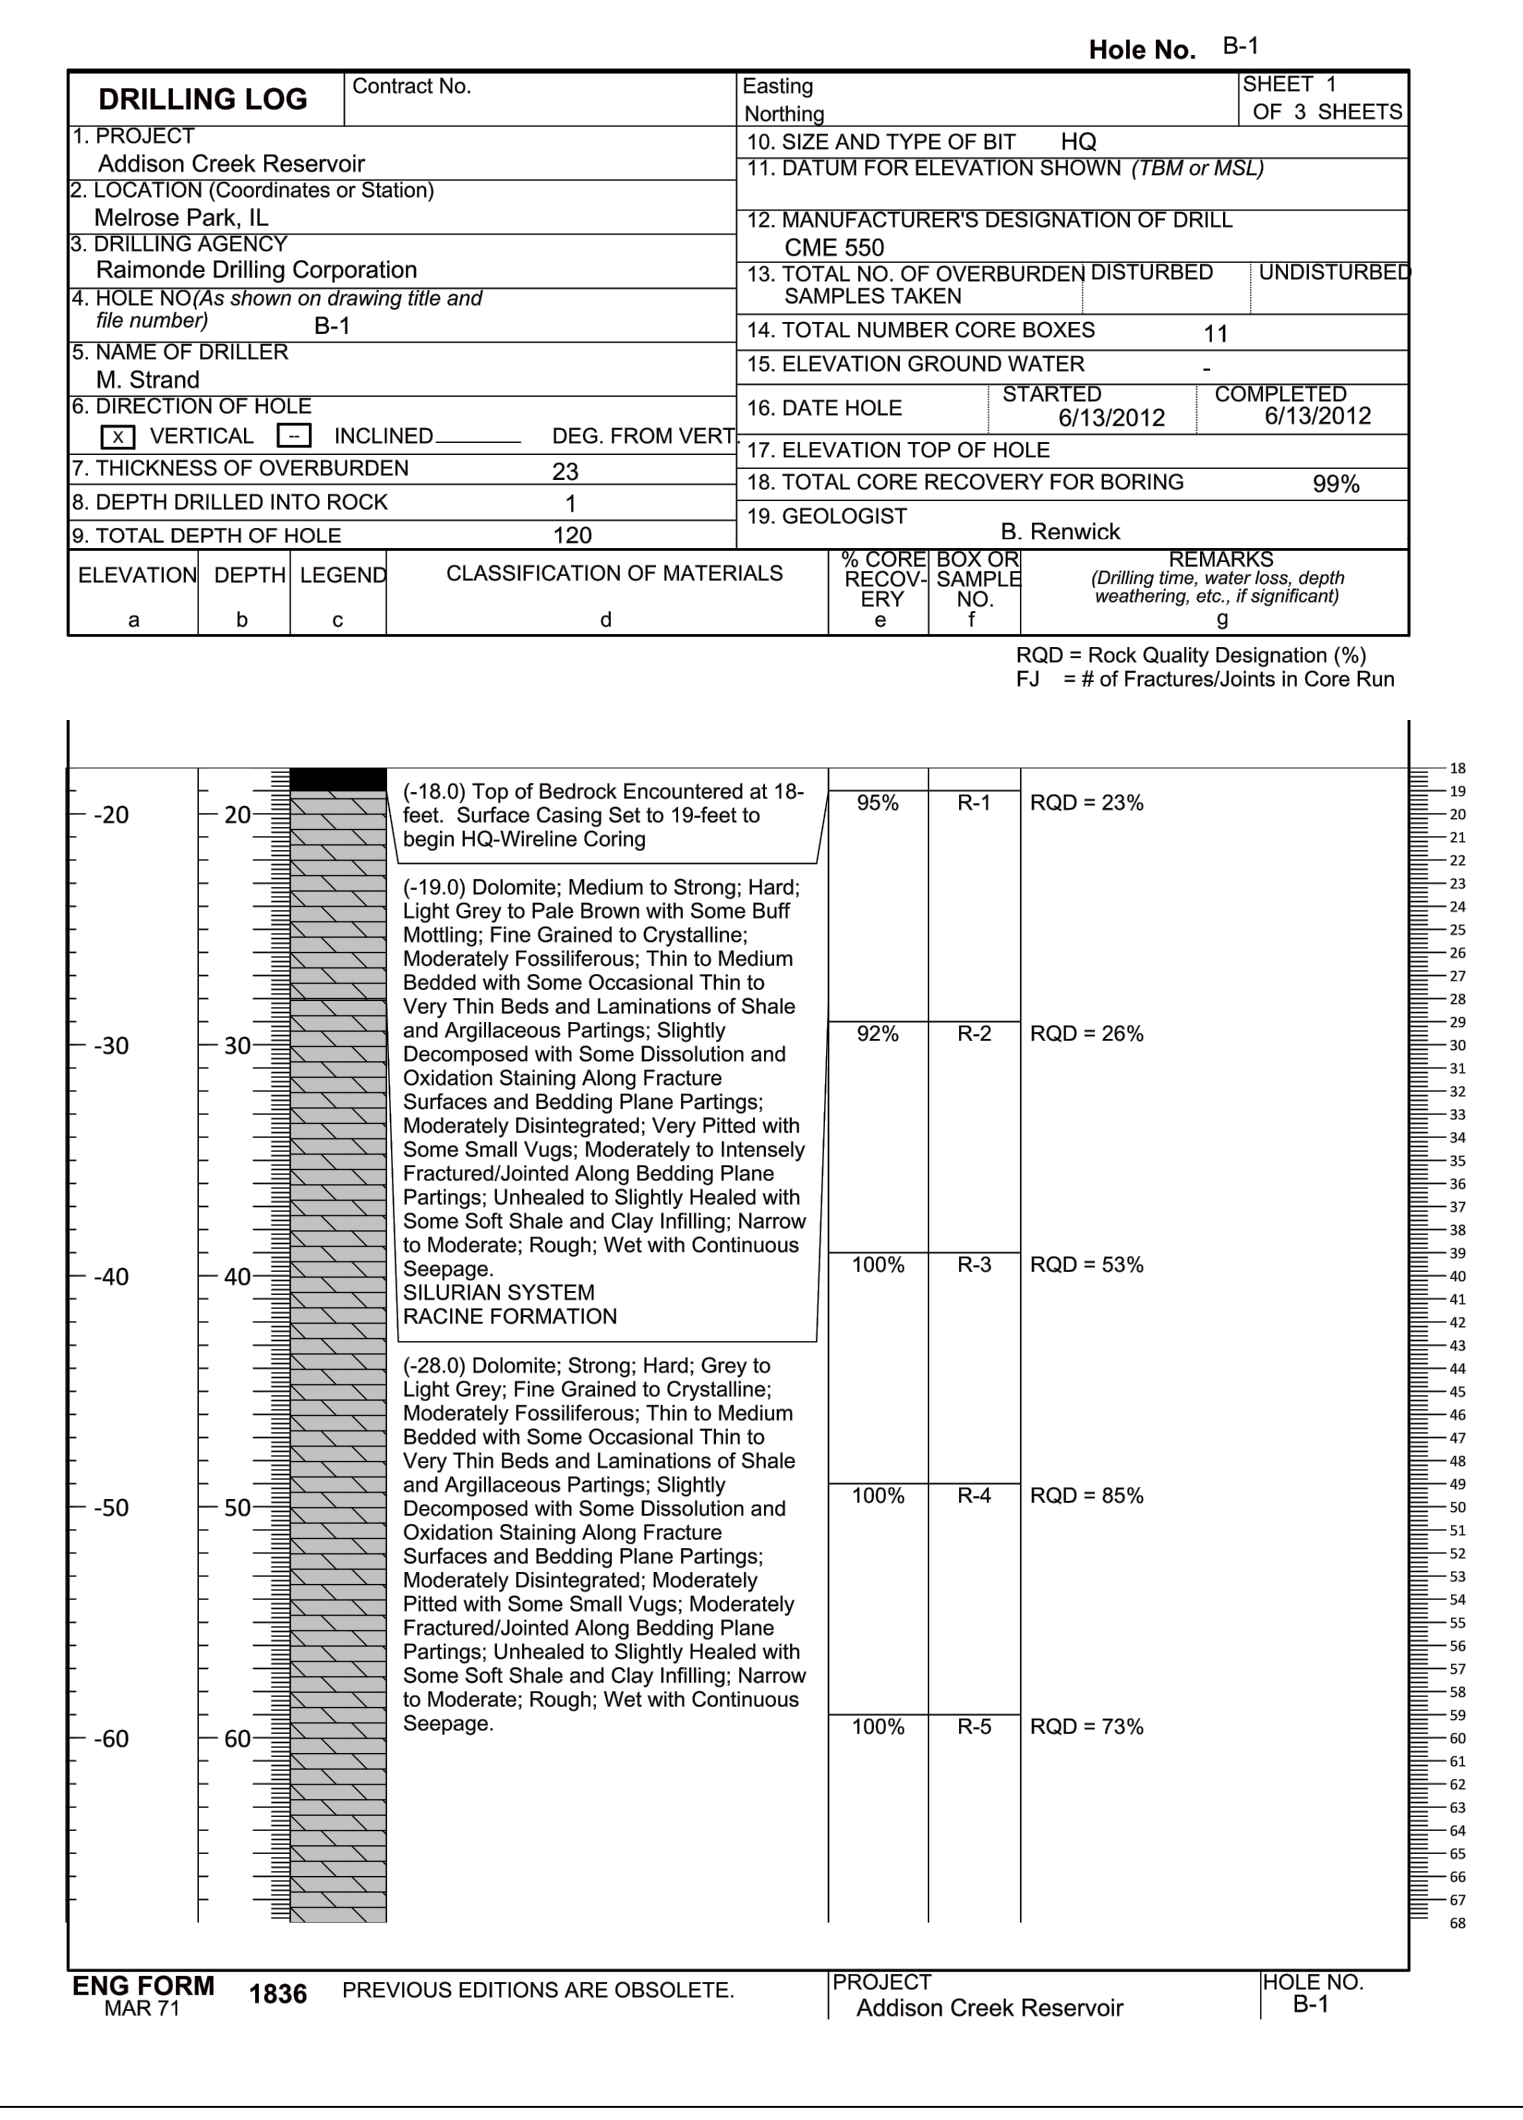 Hole No. B-1
DRILLING LOG
Contract No.
Easting
Northing
SHEET 1
OF 3 SHEETS
1. PROJECT
Addison Creek Reservoir
2. LOCATION (Coordinates or Station)
Melrose Park, IL
3. DRILLING AGENCY
Raimonde Drilling Corporation
4. HOLE NO(As shown on drawing title and
file number)
B-1
5. NAME OF DRILLER
M. Strand
6. DIRECTION OF HOLE
X VERTICAL -- INCLINED________ DEG. FROM VERT.
7. THICKNESS OF OVERBURDEN 23
8. DEPTH DRILLED INTO ROCK 1
9. TOTAL DEPTH OF HOLE 120
10. SIZE AND TYPE OF BIT HQ
11. DATUM FOR ELEVATION SHOWN (TBM or MSL)
12. MANUFACTURER'S DESIGNATION OF DRILL
CME 550
13. TOTAL NO. OF OVERBURDEN
SAMPLES TAKEN
DISTURBED
UNDISTURBED
14. TOTAL NUMBER CORE BOXES 11
15. ELEVATION GROUND WATER -
16. DATE HOLE
STARTED
6/13/2012
COMPLETED
6/13/2012
17. ELEVATION TOP OF HOLE
18. TOTAL CORE RECOVERY FOR BORING 99%
19. GEOLOGIST
B. Renwick
ELEVATION
a
DEPTH
b
LEGEND
c
CLASSIFICATION OF MATERIALS
d
% CORE
RECOV-
ERY
e
BOX OR
SAMPLE
NO.
f
REMARKS
(Drilling time, water loss, depth
weathering, etc., if significant)
g
RQD = Rock Quality Designation (%)
FJ = # of Fractures/Joints in Core Run
-20
-30
-40
-50
-60
20
30
40
50
60
(-18.0) Top of Bedrock Encountered at 18-
feet. Surface Casing Set to 19-feet to
begin HQ-Wireline Coring
(-19.0) Dolomite; Medium to Strong; Hard;
Light Grey to Pale Brown with Some Buff
Mottling; Fine Grained to Crystalline;
Moderately Fossiliferous; Thin to Medium
Bedded with Some Occasional Thin to
Very Thin Beds and Laminations of Shale
and Argillaceous Partings; Slightly
Decomposed with Some Dissolution and
Oxidation Staining Along Fracture
Surfaces and Bedding Plane Partings;
Moderately Disintegrated; Very Pitted with
Some Small Vugs; Moderately to Intensely
Fractured/Jointed Along Bedding Plane
Partings; Unhealed to Slightly Healed with
Some Soft Shale and Clay Infilling; Narrow
to Moderate; Rough; Wet with Continuous
Seepage.
SILURIAN SYSTEM
RACINE FORMATION
(-28.0) Dolomite; Strong; Hard; Grey to
Light Grey; Fine Grained to Crystalline;
Moderately Fossiliferous; Thin to Medium
Bedded with Some Occasional Thin to
Very Thin Beds and Laminations of Shale
and Argillaceous Partings; Slightly
Decomposed with Some Dissolution and
Oxidation Staining Along Fracture
Surfaces and Bedding Plane Partings;
Moderately Disintegrated; Moderately
Pitted with Some Small Vugs; Moderately
Fractured/Jointed Along Bedding Plane
Partings; Unhealed to Slightly Healed with
Some Soft Shale and Clay Infilling; Narrow
to Moderate; Rough; Wet with Continuous
Seepage.
95% R-1 RQD = 23%
92% R-2 RQD = 26%
100% R-3 RQD = 53%
100% R-4 RQD = 85%
100% R-5 RQD = 73%
18
19
20
21
22
23
24
25
26
27
28
29
30
31
32
33
34
35
36
37
38
39
40
41
42
43
44
45
46
47
48
49
50
51
52
53
54
55
56
57
58
59
60
61
62
63
64
65
66
67
68
ENG FORM 1836
MAR 71
PREVIOUS EDITIONS ARE OBSOLETE.
PROJECT
Addison Creek Reservoir
HOLE NO.
B-1